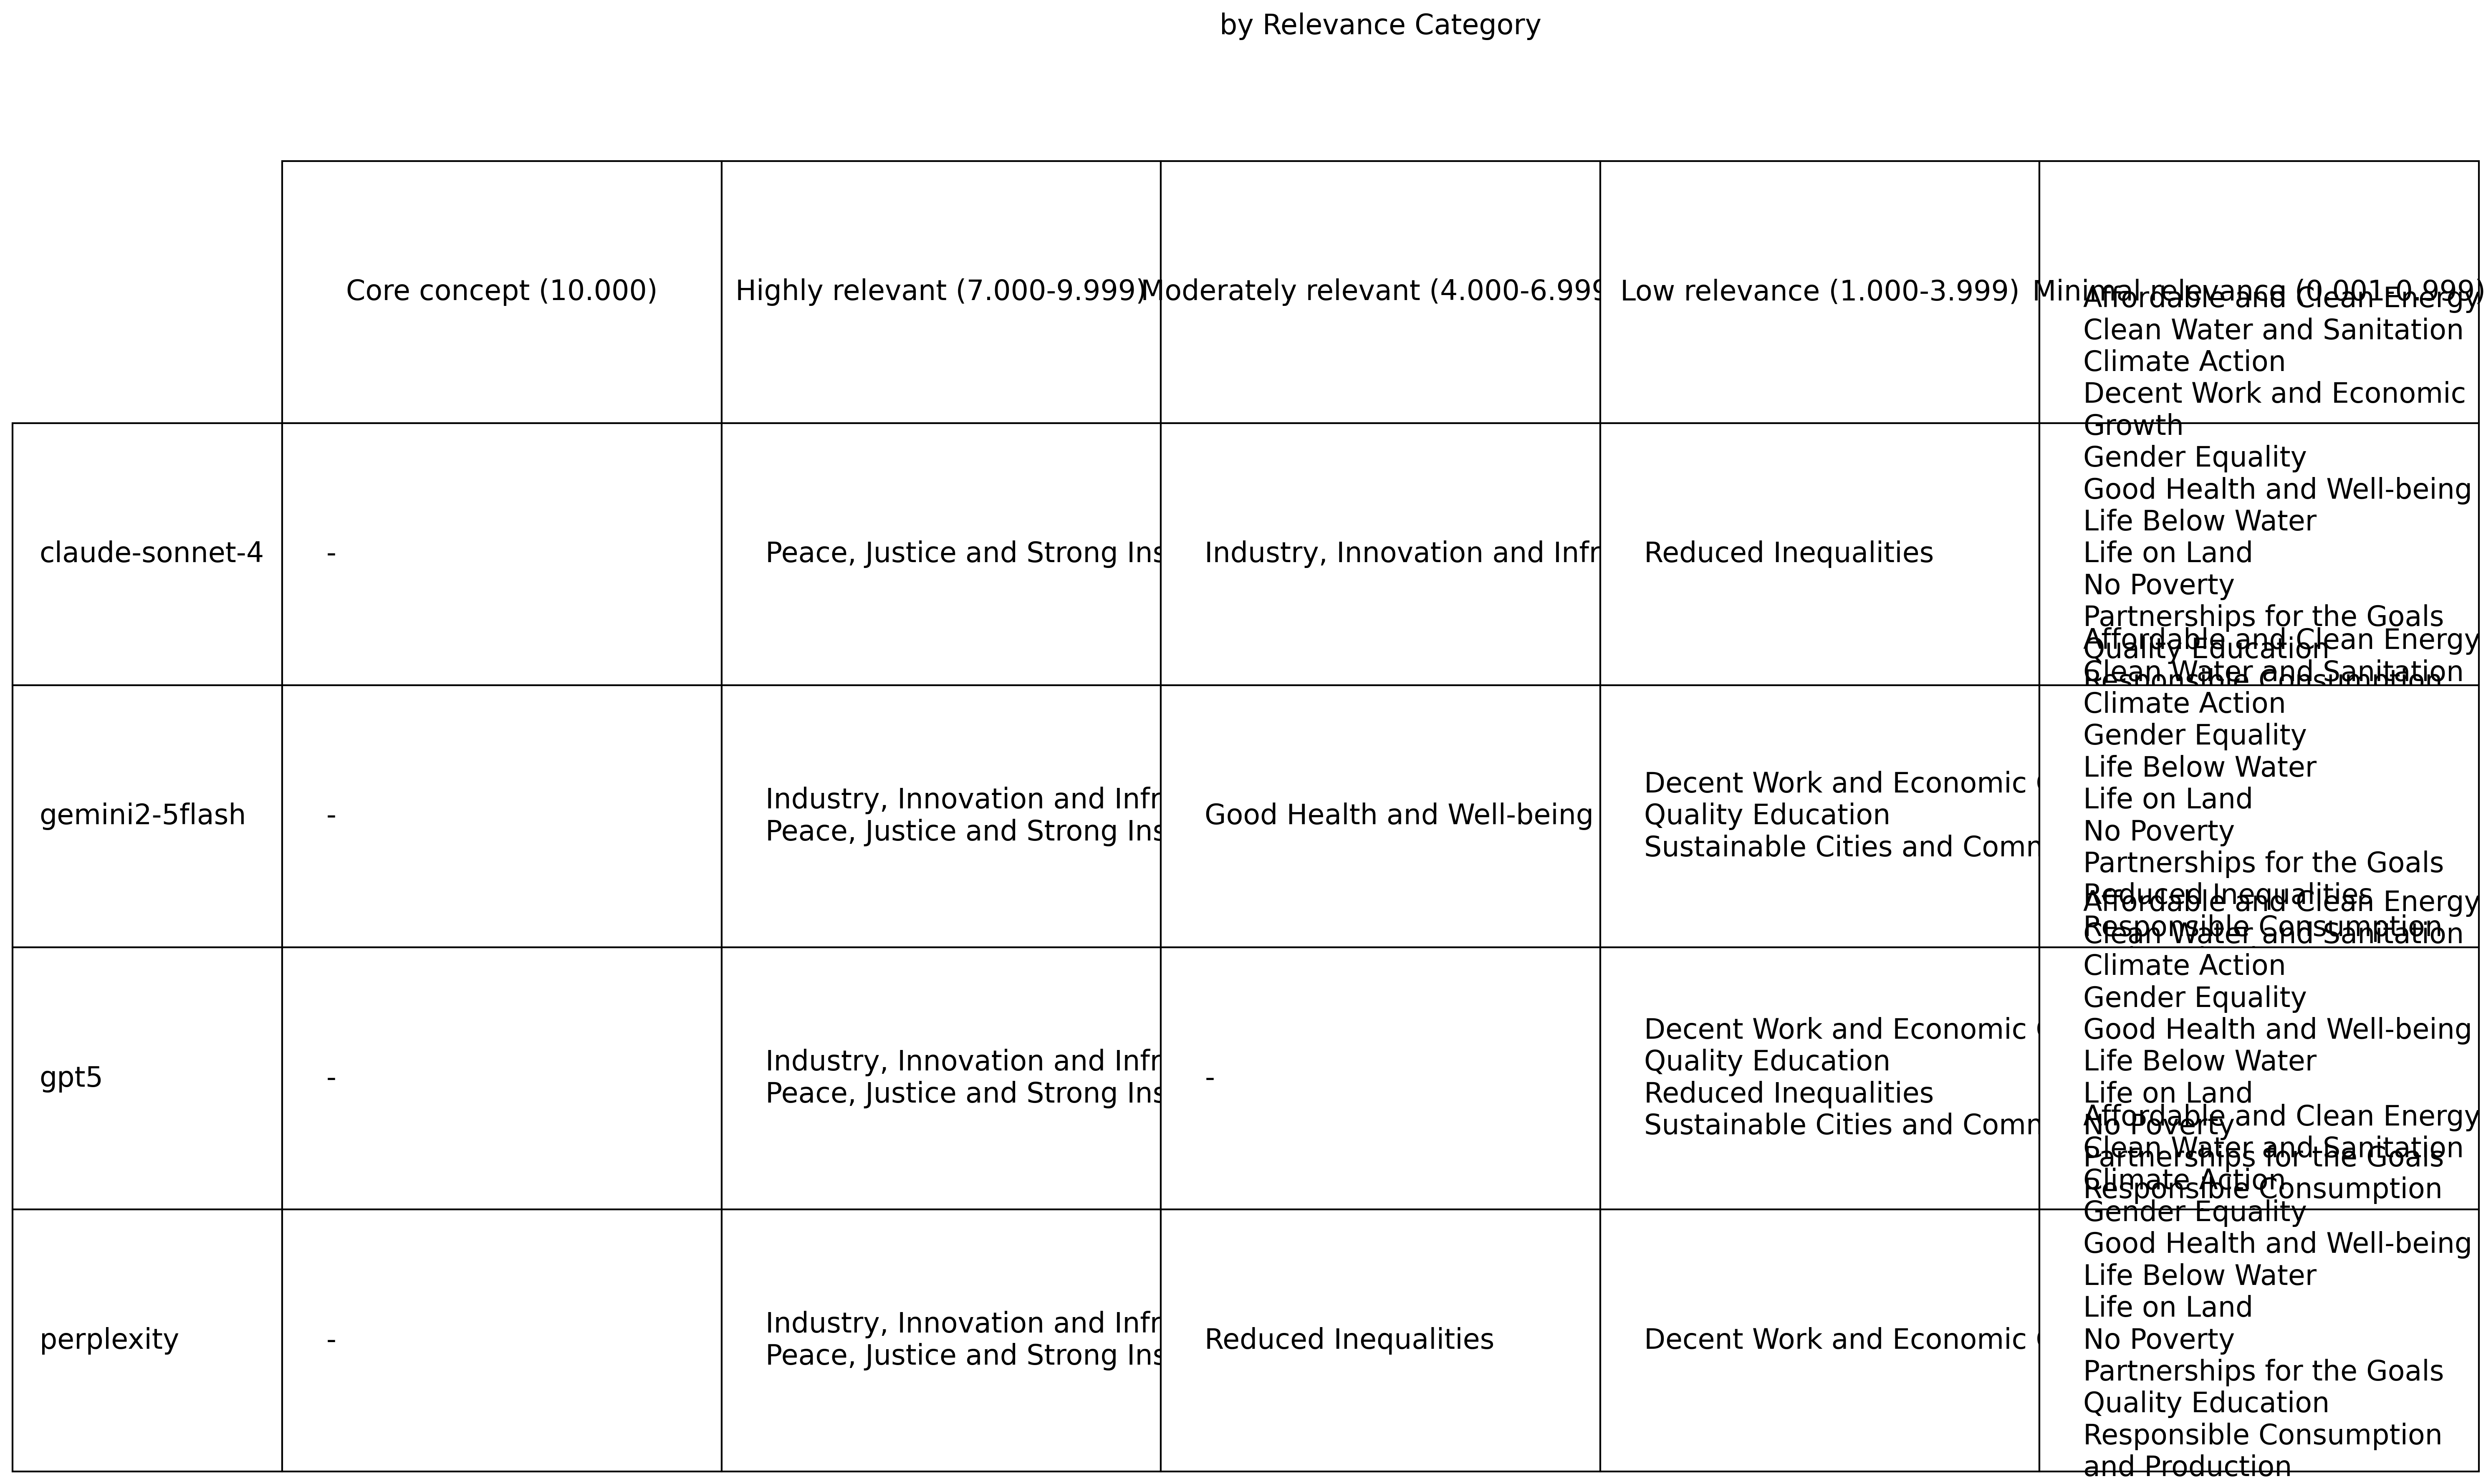 by Relevance Category
Core concept (10.000)
Highly relevant (7.000-9.999)
Moderately relevant (4.000-6.999
Low relevance (1.000-3.999)
Minimal relevance (0.001-0.999)
claude-sonnet-4
-
Peace, Justice and Strong Ins
Industry, Innovation and Infr
Reduced Inequalities
Affordable and Clean Energy
Clean Water and Sanitation
Climate Action
Decent Work and Economic
Growth
Gender Equality
Good Health and Well-being
Life Below Water
Life on Land
No Poverty
Partnerships for the Goals
Quality Education
Responsible Consumption
gemini2-5flash
-
Industry, Innovation and Infr
Peace, Justice and Strong Ins
Good Health and Well-being
Decent Work and Economic
Quality Education
Sustainable Cities and Comm
Affordable and Clean Energy
Clean Water and Sanitation
Climate Action
Gender Equality
Life Below Water
Life on Land
No Poverty
Partnerships for the Goals
Reduced Inequalities
Responsible Consumption
gpt5
-
Industry, Innovation and Infr
Peace, Justice and Strong Ins
-
Decent Work and Economic
Quality Education
Reduced Inequalities
Sustainable Cities and Comm
Affordable and Clean Energy
Clean Water and Sanitation
Climate Action
Gender Equality
Good Health and Well-being
Life Below Water
Life on Land
No Poverty
Partnerships for the Goals
Responsible Consumption
perplexity
-
Industry, Innovation and Infr
Peace, Justice and Strong Ins
Reduced Inequalities
Decent Work and Economic
Affordable and Clean Energy
Clean Water and Sanitation
Climate Action
Gender Equality
Good Health and Well-being
Life Below Water
Life on Land
No Poverty
Partnerships for the Goals
Quality Education
Responsible Consumption
and Production